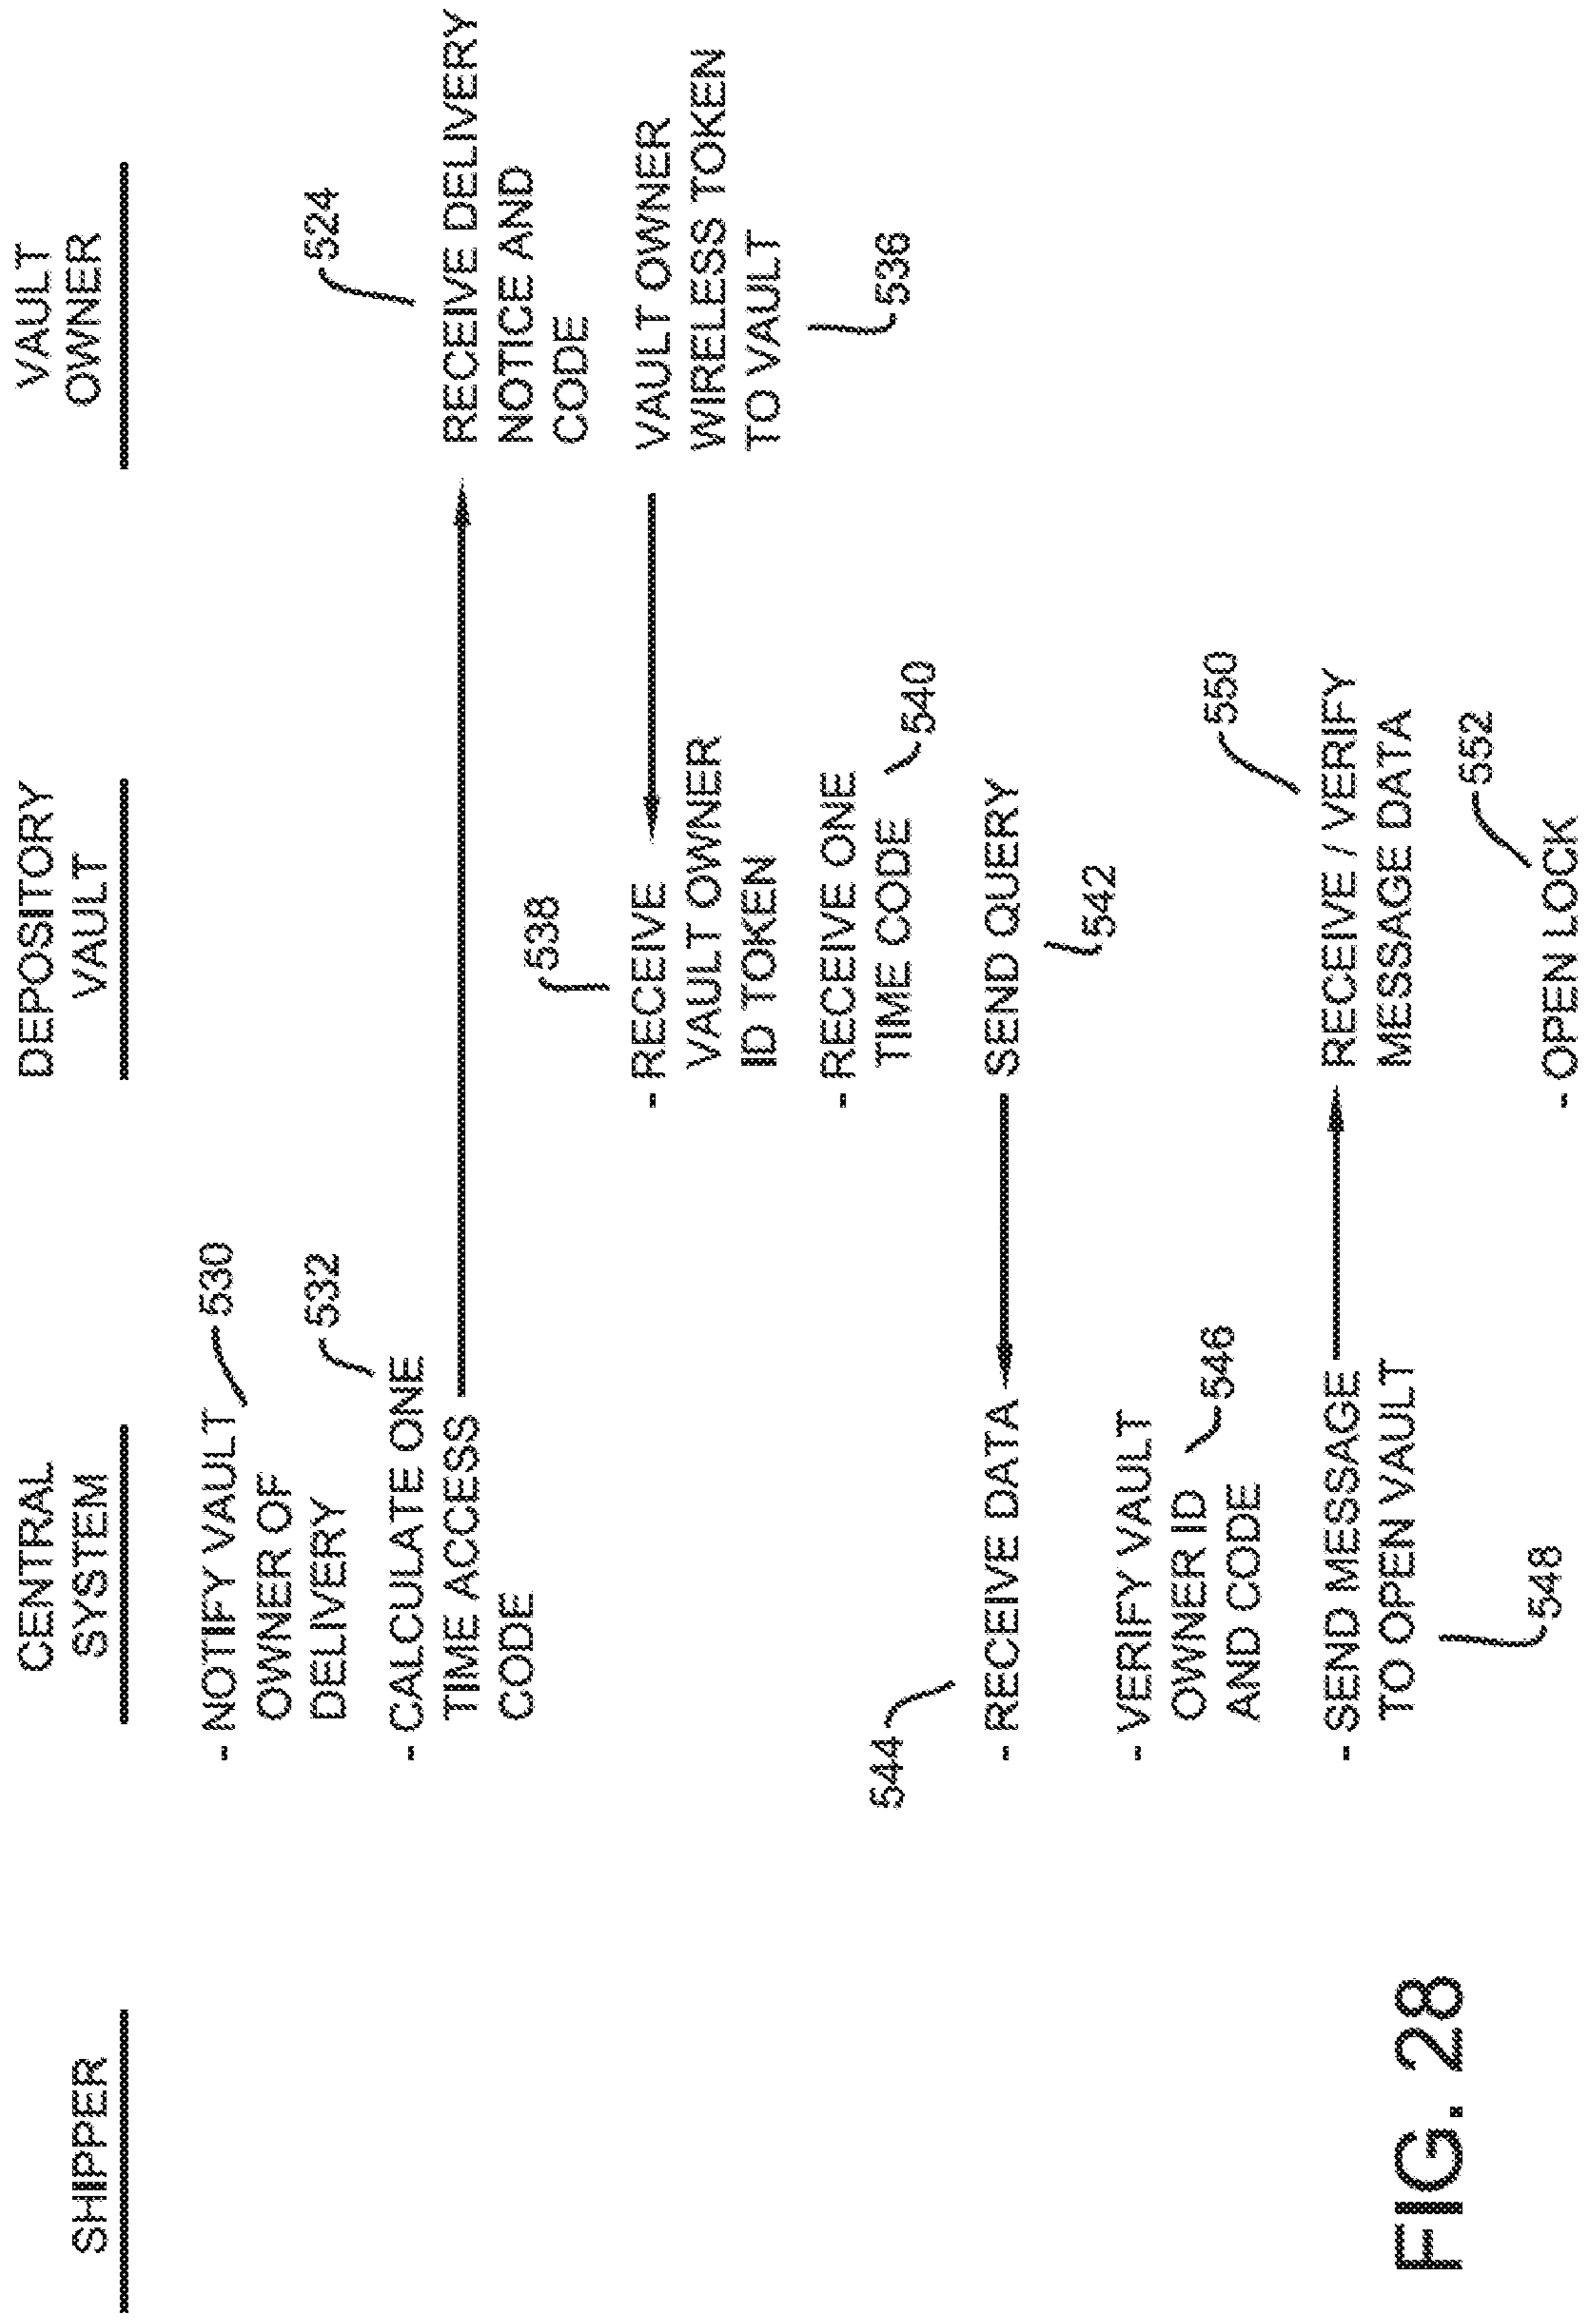 SHIPPER
CENTRAL
SYSTEM
DEPOSITORY
VAULT
VAULT
OWNER
- NOTIFY VAULT
OWNER OF
DELIVERY
530
- CALCULATE ONE
TIME ACCESS
CODE
532
524
RECEIVE DELIVERY
NOTICE AND
CODE
VAULT OWNER
WIRELESS TOKEN
TO VAULT
536
538
- RECEIVE
VAULT OWNER
ID TOKEN
- RECEIVE ONE
TIME CODE
540
- SEND QUERY
542
544
- RECEIVE DATA
- VERIFY VAULT
OWNER ID
AND CODE
546
- SEND MESSAGE
TO OPEN VAULT
548
550
- RECEIVE / VERIFY
MESSAGE DATA
552
- OPEN LOCK
FIG. 28